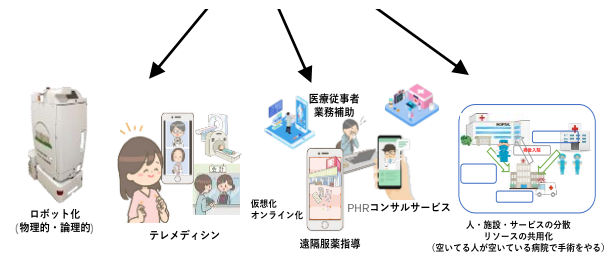 医療従事者
業務補助
HOSPITAL
ロボット化
(物理的・論理的)
テレメディシン
仮想化
オンライン化
PHRコンサルサービス
遠隔服薬指導
人・施設・サービスの分散
リソースの共用化
(空いてる人が空いている病院で手術をやる)